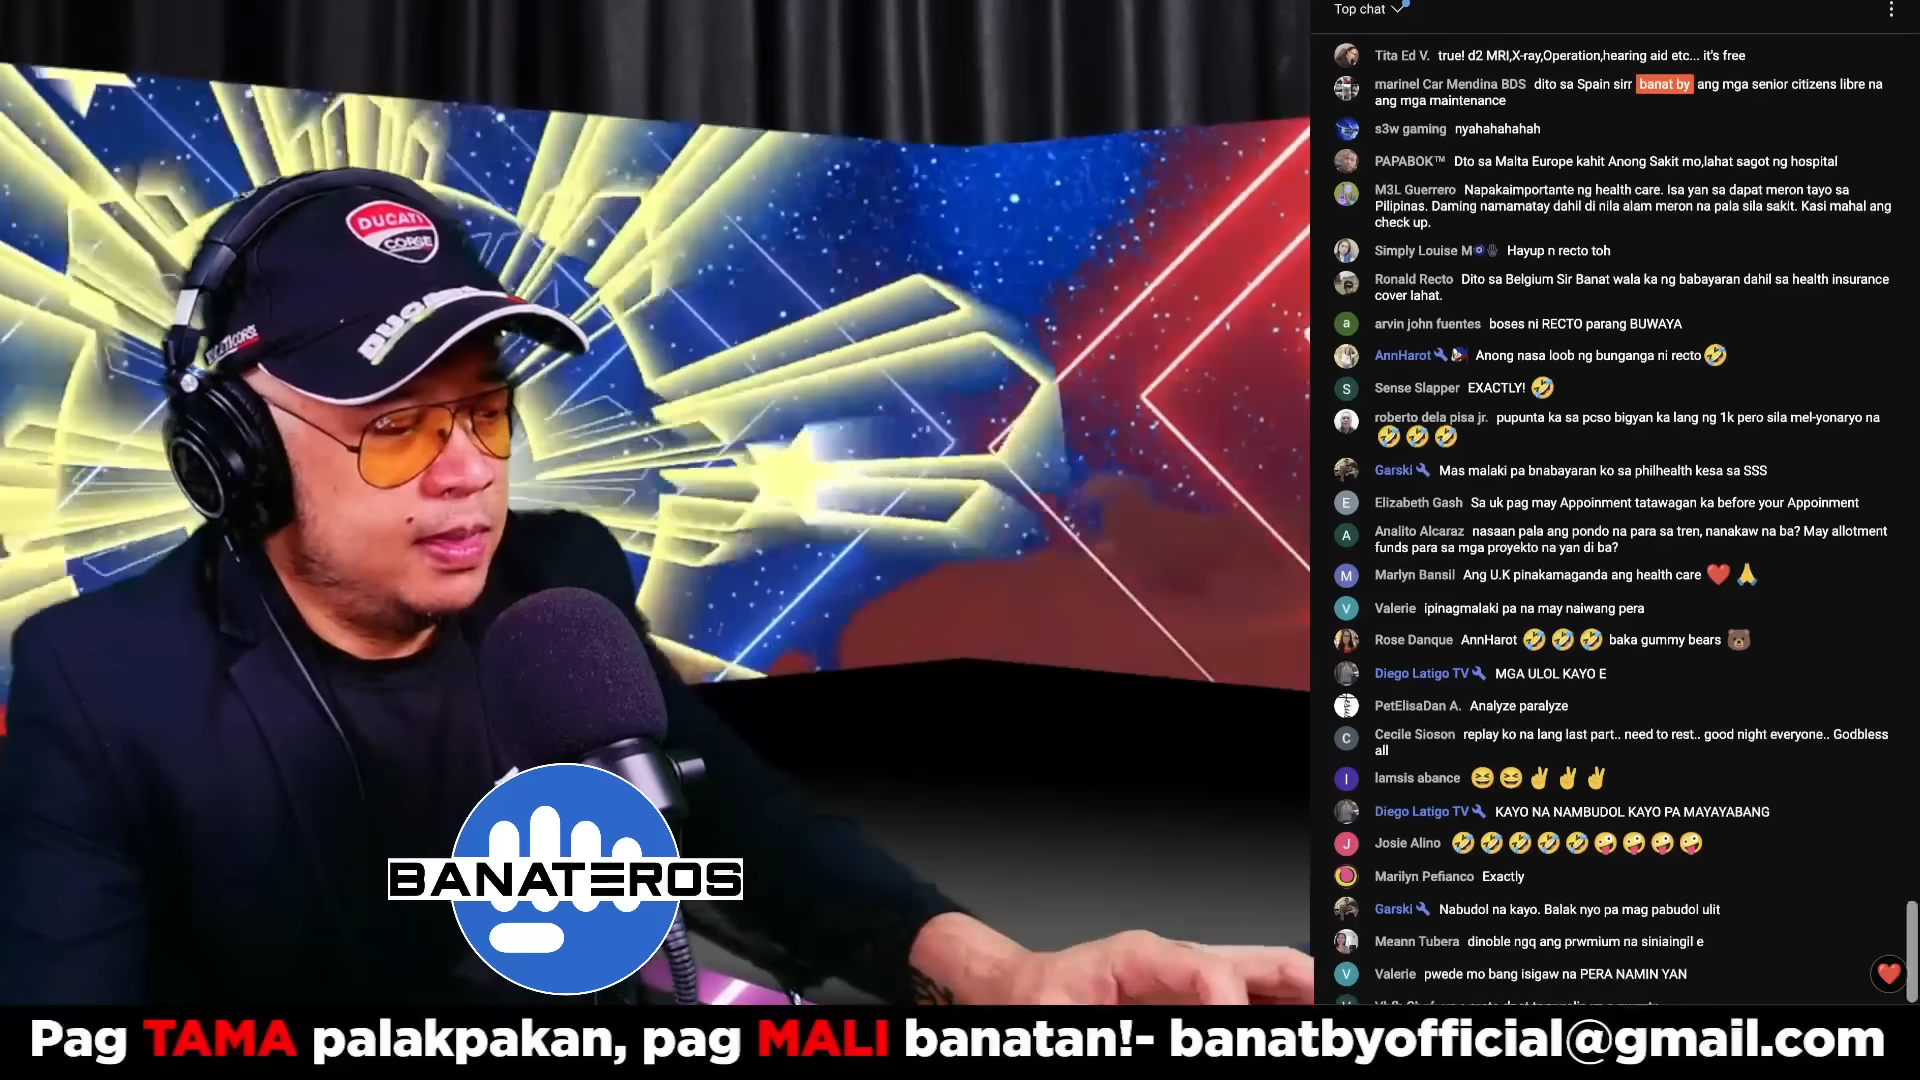 Top chat
Tita Ed V. true! d2 MRI,X-ray,Operation,hearing aid etc... it's free
marinel Car Mendina BDS dito sa Spain sirr banat by ang mga senior citizens libre na
ang mga maintenance
s3w gaming nyahahahahah
PAPABOK™ Dto sa Malta Europe kahit Anong Sakit mo,lahat sagot ng hospital
M3L Guerrero Napakaimportante ng health care. Isa yan sa dapat meron tayo sa
Pilipinas. Daming namamatay dahil di nila alam meron na pala sila sakit. Kasi mahal ang
check up.
Simply Louise M🧿🖐 Hayup n recto toh
Ronald Recto Dito sa Belgium Sir Banat wala ka ng babayaran dahil sa health insurance
cover lahat.
a
arvin john fuentes boses ni RECTO parang BUWAYA
AnnHarot Anong nasa loob ng bunganga ni recto 🤣
S
Sense Slapper EXACTLY! 🤣
roberto dela pisa jr. pupunta ka sa pcso bigyan ka lang ng 1k pero sila mel-yonaryo na
🤣 🤣 🤣
Garski Mas malaki pa bnabayaran ko sa philhealth kesa sa SSS
E
Elizabeth Gash Sa uk pag may Appoinment tatawagan ka before your Appoinment
A
Analito Alcaraz nasaan pala ang pondo na para sa tren, nanakaw na ba? May allotment
funds para sa mga proyekto na yan di ba?
M
Marlyn Bansil Ang U.K pinakamaganda ang health care ❤️ 🙏
V
Valerie ipinagmalaki pa na may naiwang pera
Rose Danque AnnHarot 🤣 🤣 🤣 baka gummy bears 🐻
Diego Latigo TV MGA ULOL KAYO E
PetElisaDan A. Analyze paralyze
C
Cecile Sioson replay ko na lang last part.. need to rest.. good night everyone.. Godbless
all
I
Iamsis abance 😆 😆 ✌️ ✌️ ✌️
Diego Latigo TV KAYO NA NAMBUDOL KAYO PA MAYAYABANG
J
Josie Alino 🤣 🤣 🤣 🤣 🤣 🤪 🤪 🤪 🤪
Marilyn Pefianco Exactly
Garski Nabudol na kayo. Balak nyo pa mag pabudol ulit
Meann Tubera dinoble ngq ang prwmium na siniaingil e
V
Valerie pwede mo bang isigaw na PERA NAMIN YAN
DUCATI
CORSE
BANATEROS
Pag TAMA palakpakan, pag MALI banatan!- banatbyofficial@gmail.com